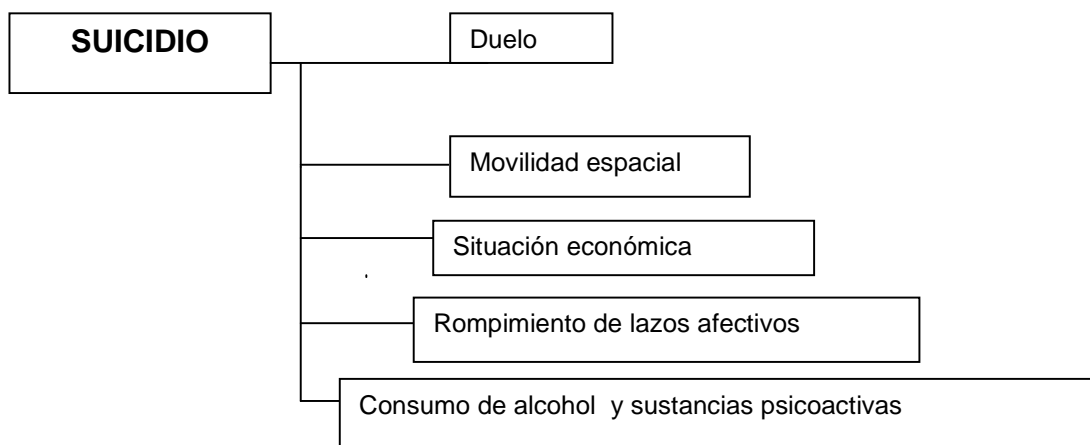 SUICIDIO
Duelo
Movilidad espacial
Situación económica
Rompimiento de lazos afectivos
Consumo de alcohol y sustancias psicoactivas